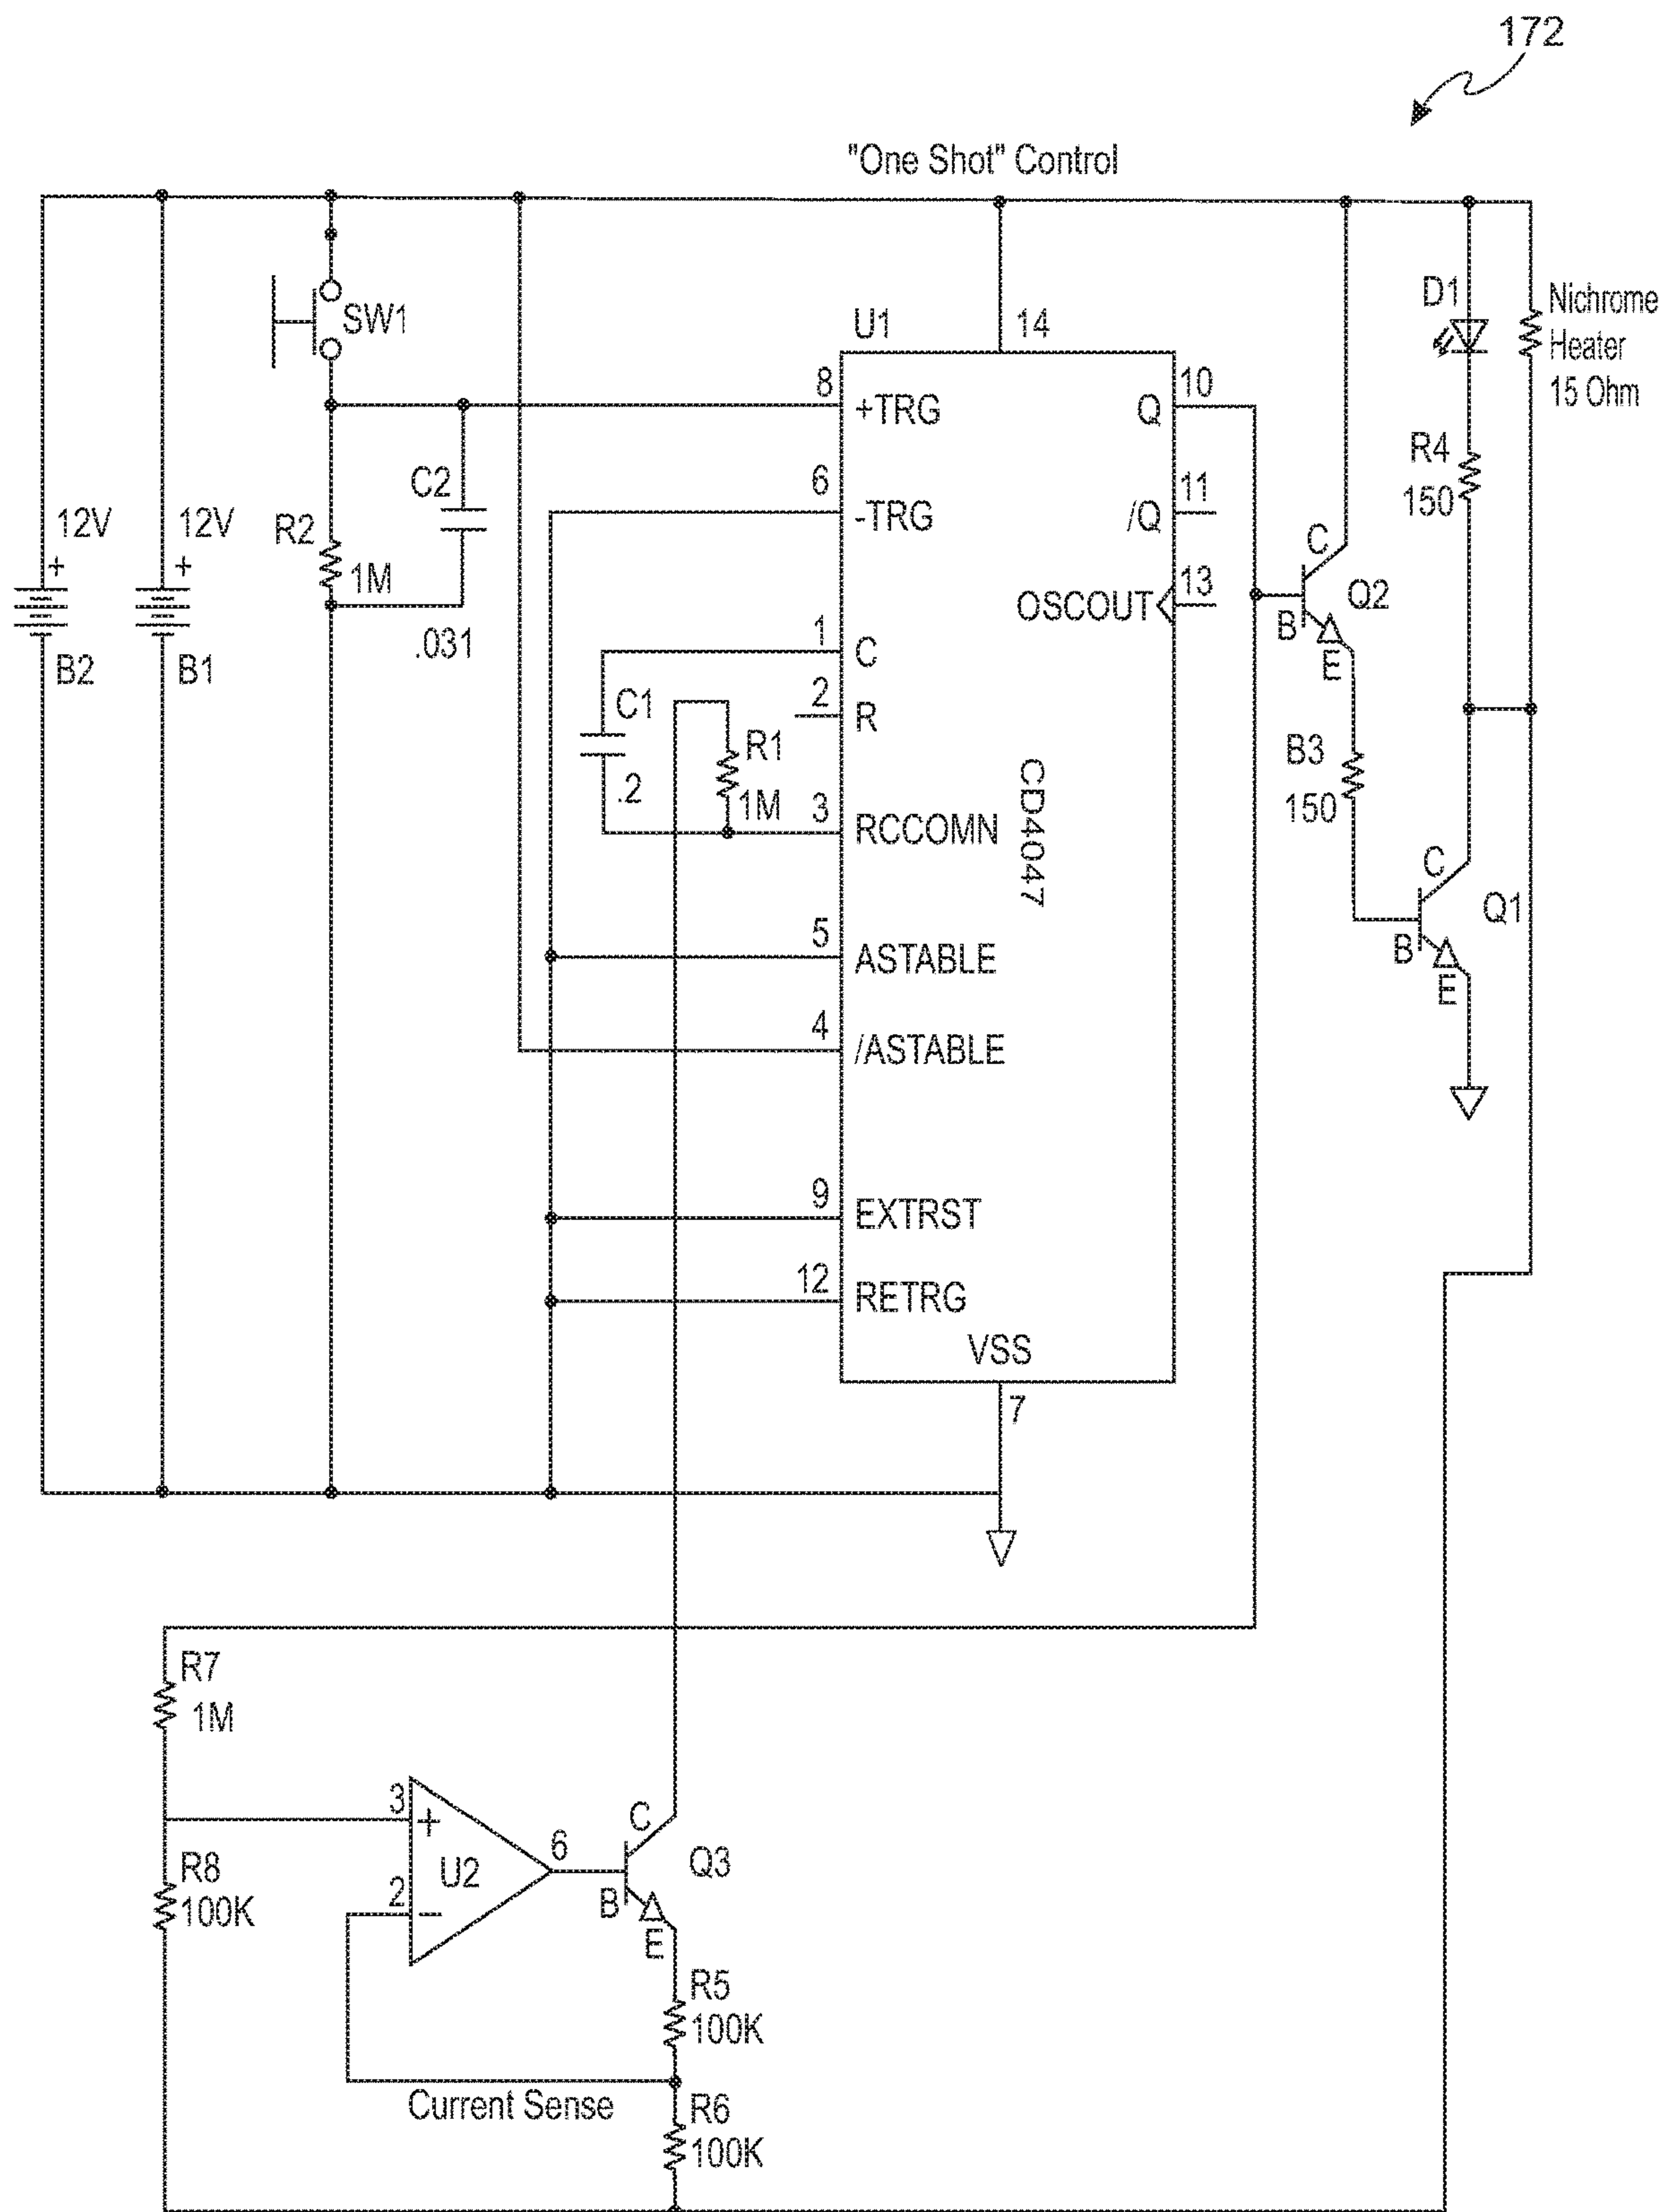 172
"One Shot" Control
SW1
U1
14
D1
Nichrome
Heater
15 Ohm
8
+TRG
Q
10
C2
6
-TRG
/Q
11
R4
150
12V
+
12V
+
R2
1M
OSCOUT
13
C
Q2
B
E
.031
B2
B1
1
C
C1
2
R
R1
.2
1M
3
RCCOMN
CD4047
B3
150
C
Q1
B
E
5
ASTABLE
4
/ASTABLE
9
EXTRST
12
RETRG
VSS
7
R7
1M
3
+
U2
2
-
6
C
Q3
B
E
R8
100K
R5
100K
Current Sense
R6
100K